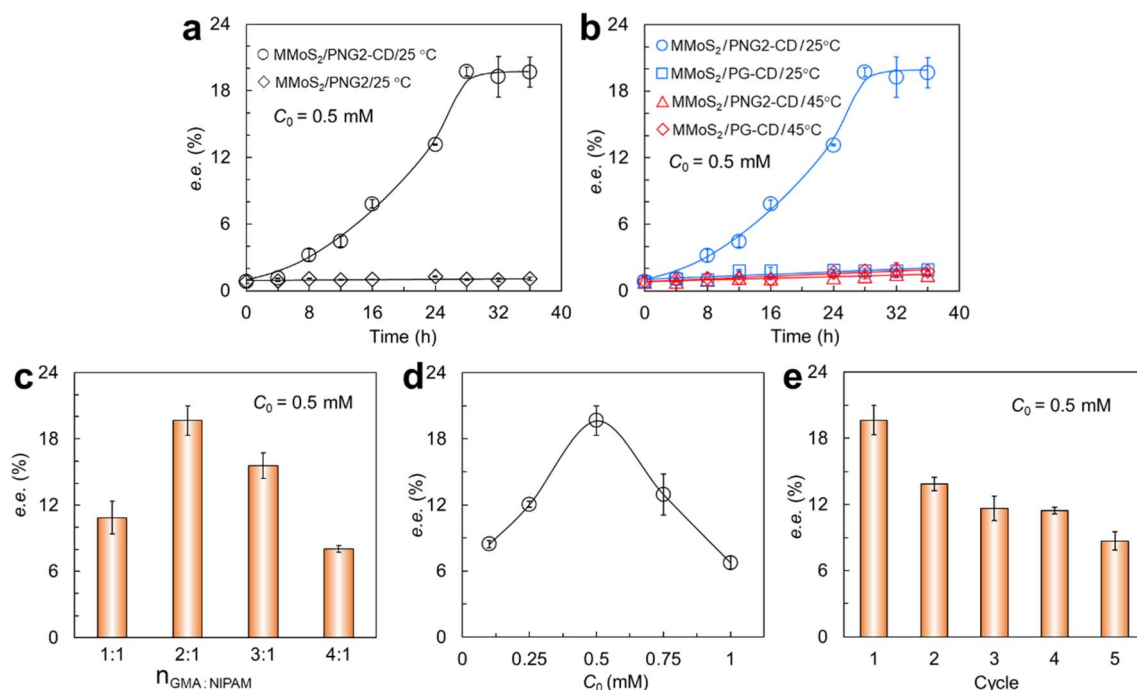 a
24
18
12
6
0
e.e. (%)
MMoS₂/PNG2-CD/25 °C
MMoS₂/PNG2/25 °C
C₀ = 0.5 mM
0 8 16 24 32 40
Time (h)
b
24
18
12
6
0
e.e. (%)
MMoS₂/PNG2-CD/25°C
MMoS₂/PG-CD/25°C
MMoS₂/PNG2-CD/45°C
MMoS₂/PG-CD/45°C
C₀ = 0.5 mM
0 8 16 24 32 40
Time (h)
c
24
18
12
6
0
e.e. (%)
C₀ = 0.5 mM
1:1 2:1 3:1 4:1
nGMA:NIPAM
d
24
18
12
6
0
e.e. (%)
0 0.25 0.5 0.75 1
C₀ (mM)
e
24
18
12
6
0
e.e. (%)
C₀ = 0.5 mM
1 2 3 4 5
Cycle